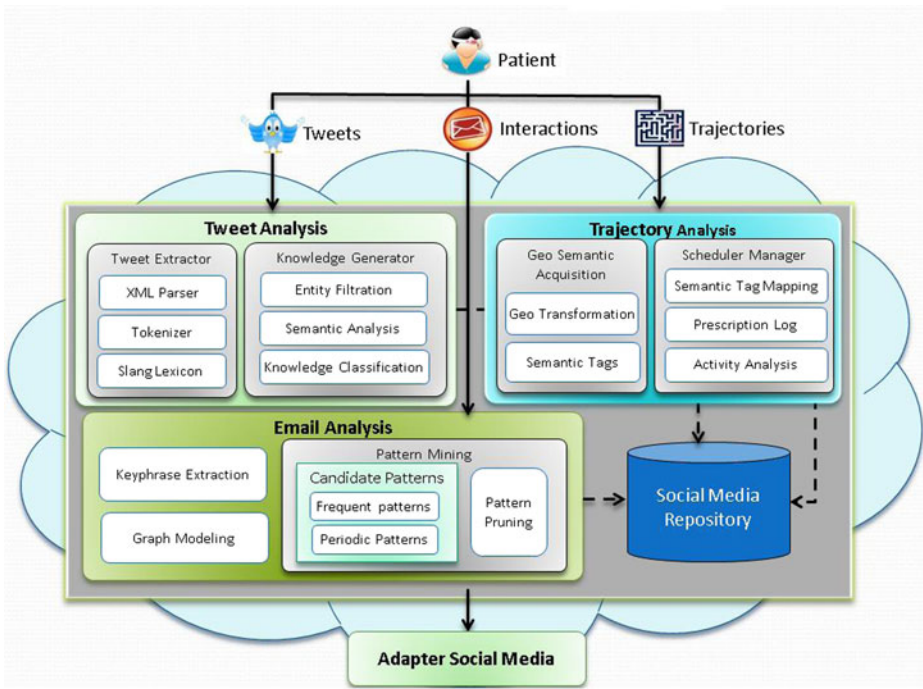 Patient
Tweets
Interactions
Trajectories
Tweet Analysis
Tweet Extractor
XML Parser
Tokenizer
Slang Lexicon
Knowledge Generator
Entity Filtration
Semantic Analysis
Knowledge Classification
Trajectory Analysis
Geo Semantic
Acquisition
Geo Transformation
Semantic Tags
Scheduler Manager
Semantic Tag Mapping
Prescription Log
Activity Analysis
Email Analysis
Keyphrase Extraction
Graph Modeling
Pattern Mining
Candidate Patterns
Frequent patterns
Periodic Patterns
Pattern
Pruning
Social Media
Repository
Adapter Social Media